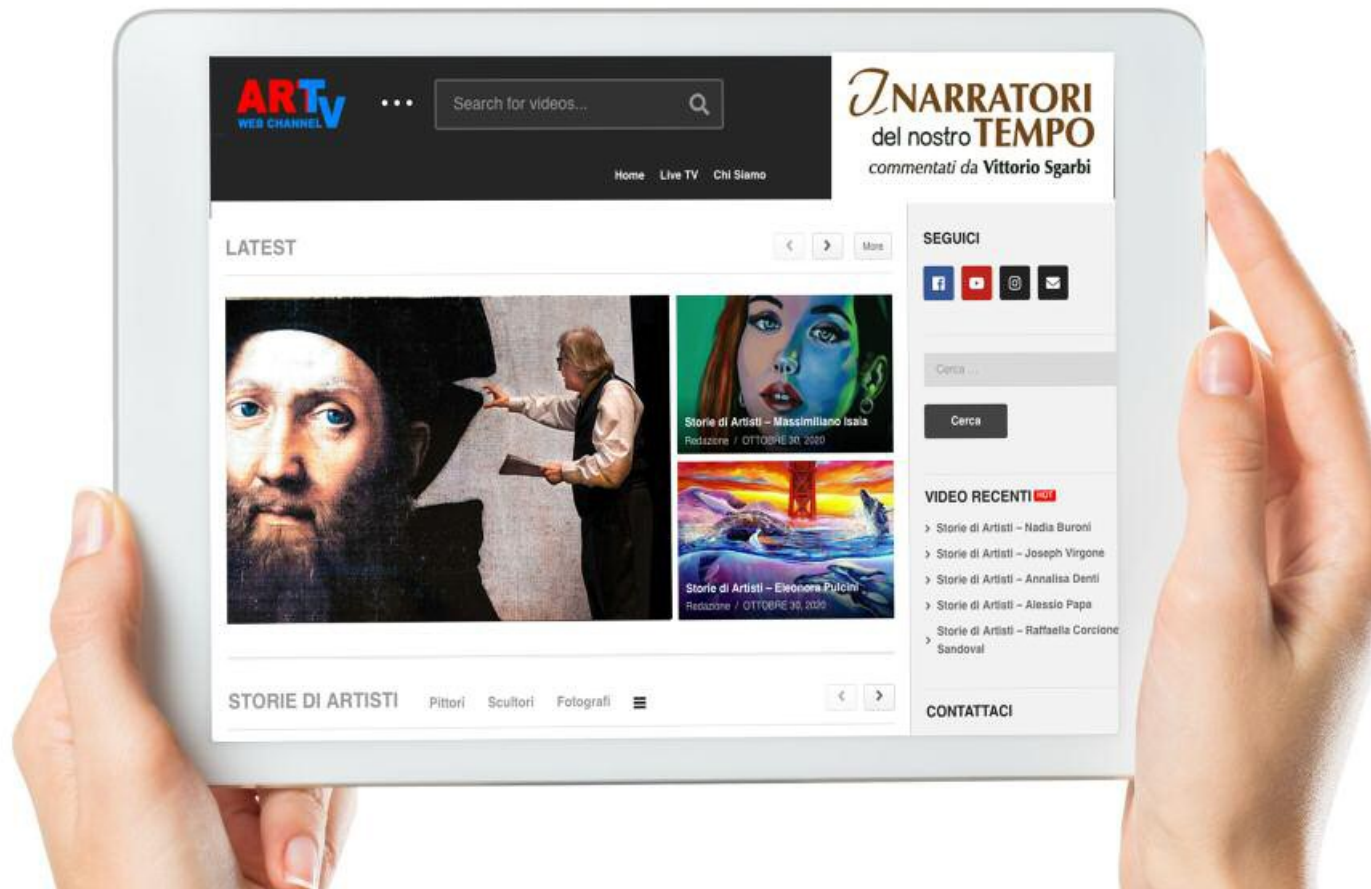 ARTv
WEB CHANNEL
Search for videos...
Home Live TV Chi Siamo
I NARRATORI
del nostro TEMPO
commentati da Vittorio Sgarbi
LATEST
More
Storie di Artisti – Massimiliano Isaia
Redazione / OTTOBRE 30, 2020
Storie di Artisti – Eleonora Pulcini
Redazione / OTTOBRE 30, 2020
STORIE DI ARTISTI Pittori Scultori Fotografi
SEGUICI
Cerca ...
Cerca
VIDEO RECENTI HOT
Storie di Artisti – Nadia Buroni
Storie di Artisti – Joseph Virgone
Storie di Artisti – Annalisa Denti
Storie di Artisti – Alessio Papa
Storie di Artisti – Raffaella Corcione
Sandoval
CONTATTACI